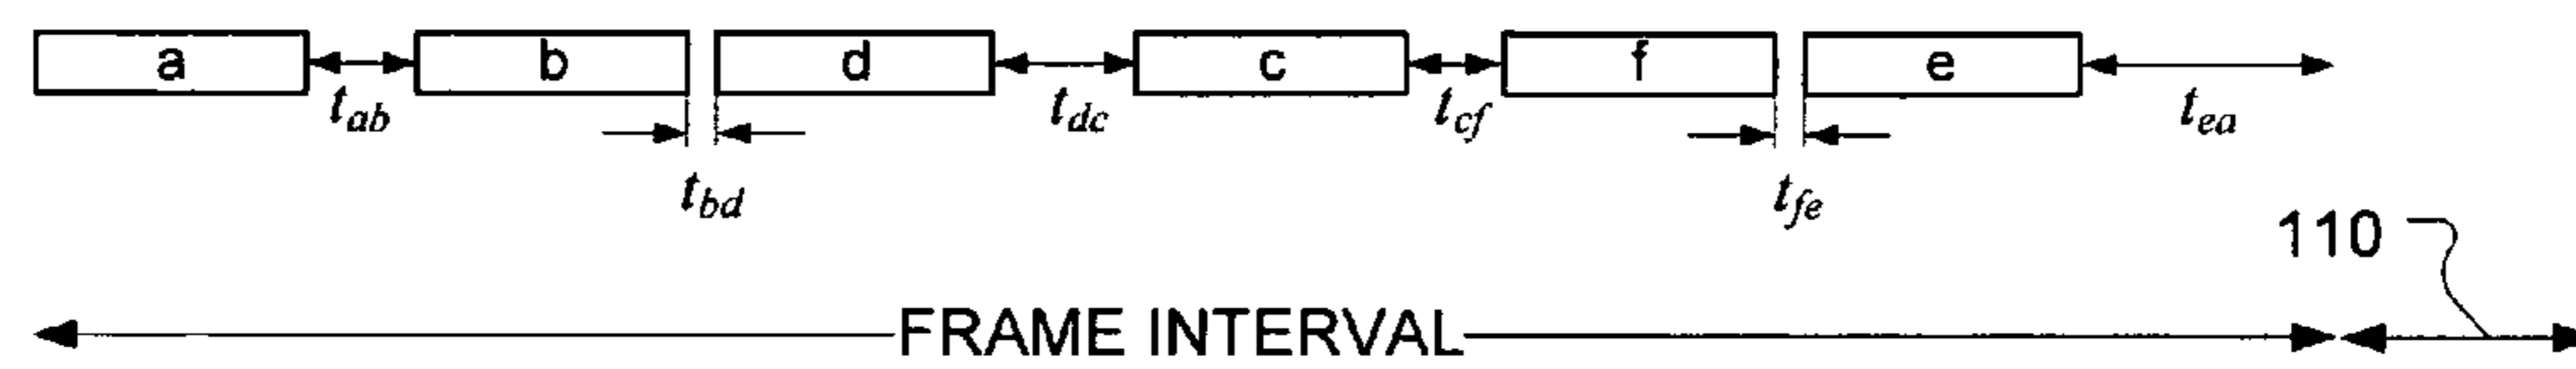 a b d c f e
t_ab t_dc t_cf t_ea
t_bd t_fe
110
FRAME INTERVAL